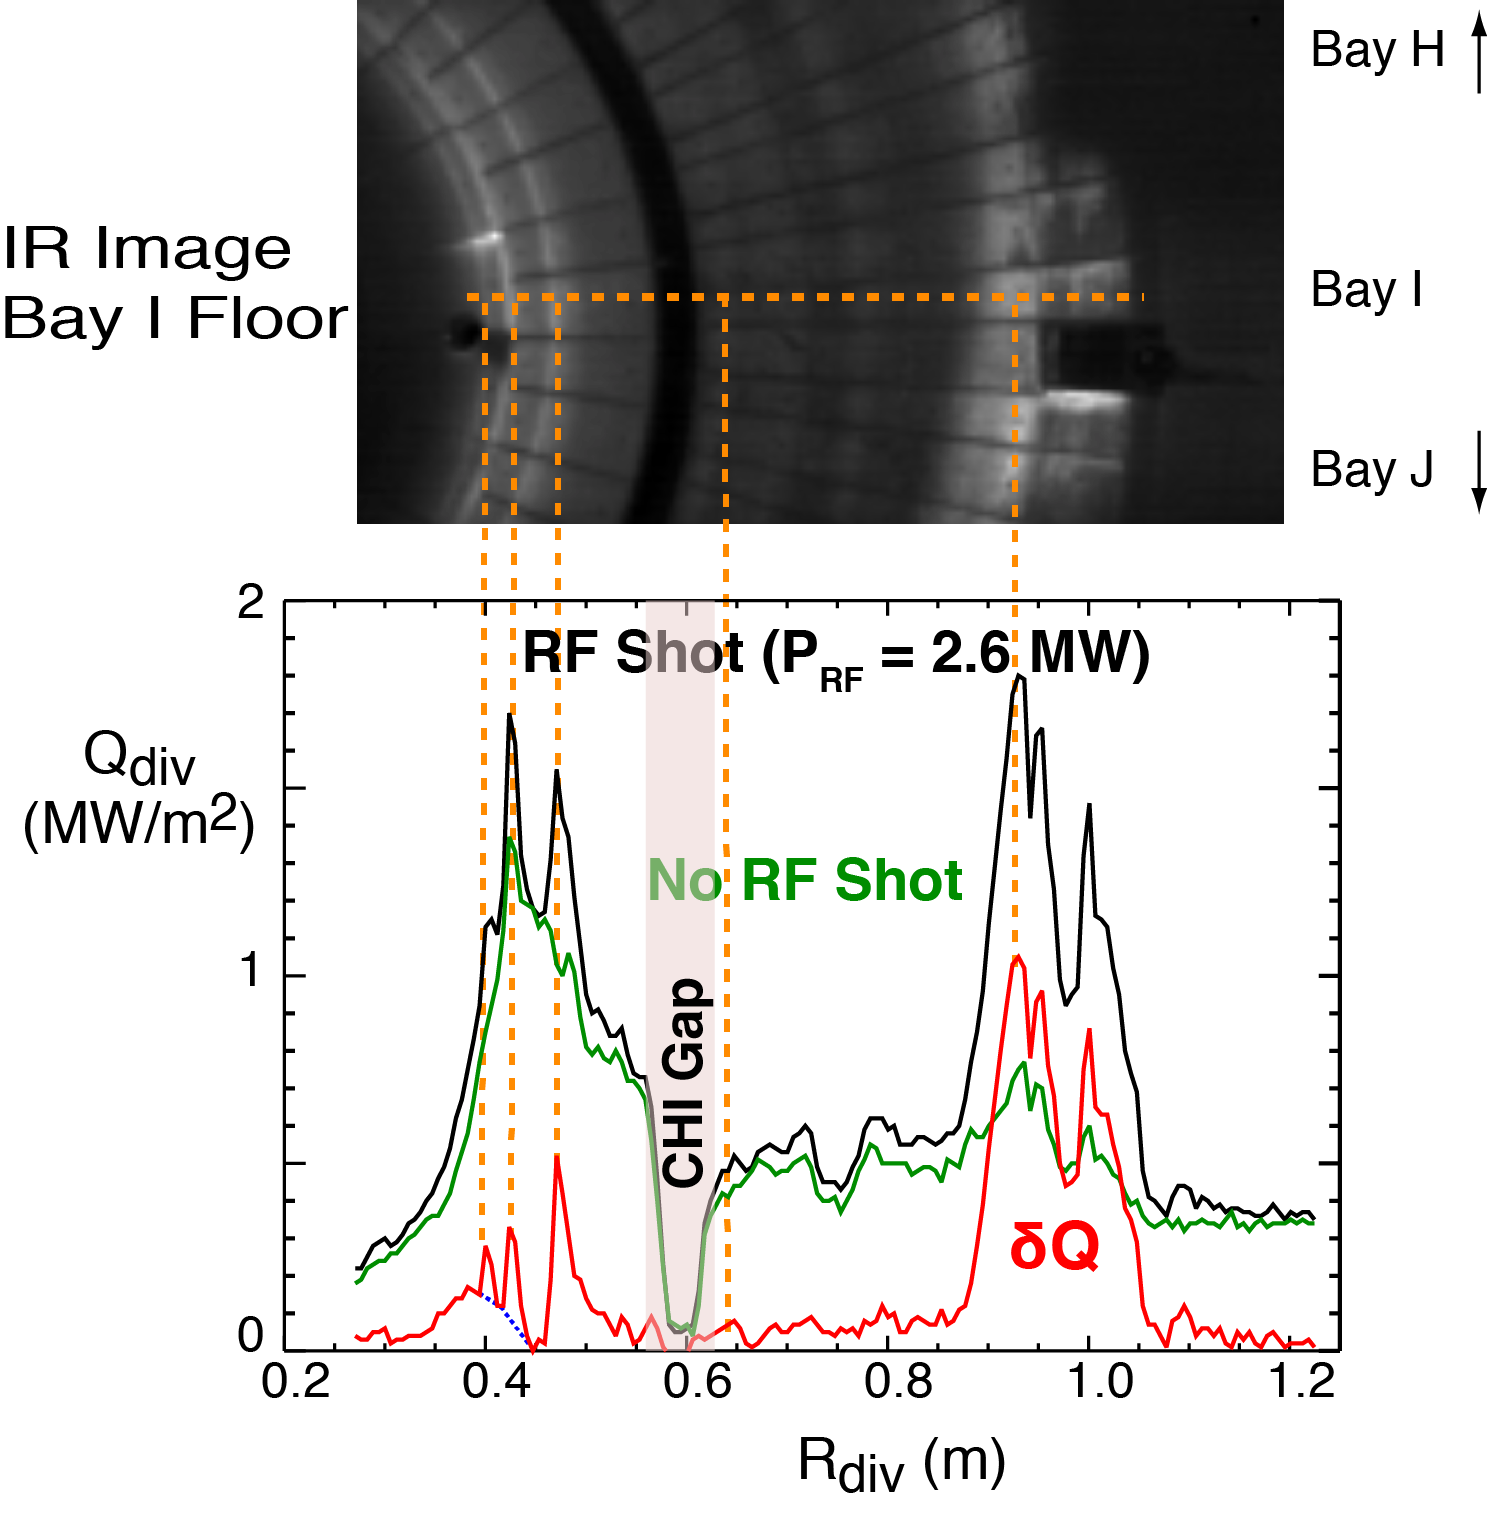 Bay H
IR Image
Bay I Floor
Bay I
Bay J
2
RF Shot (PRF = 2.6 MW)
Qdiv
(MW/m2)
No RF Shot
1
CHI Gap
δQ
0
0.2 0.4 0.6 0.8 1.0 1.2
Rdiv (m)